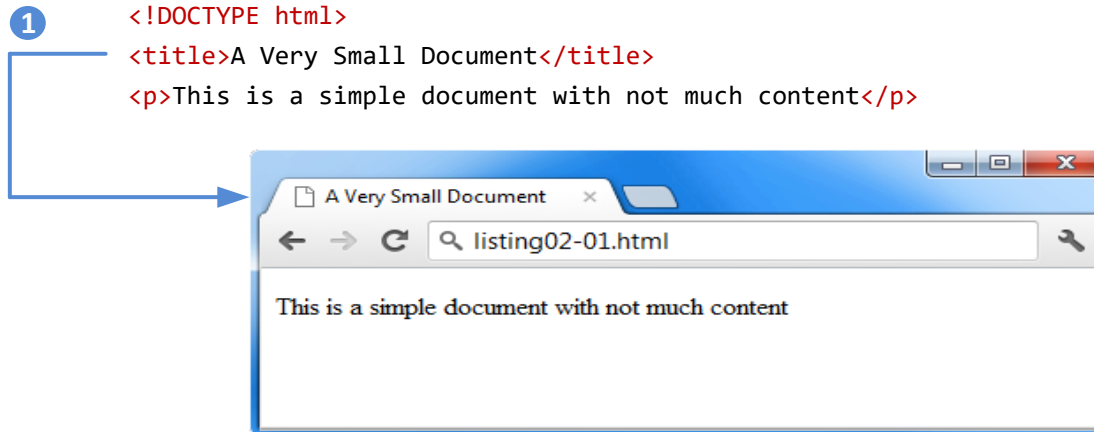 1
<!DOCTYPE html>
<title>A Very Small Document</title>
<p>This is a simple document with not much content</p>
A Very Small Document
listing02-01.html
This is a simple document with not much content